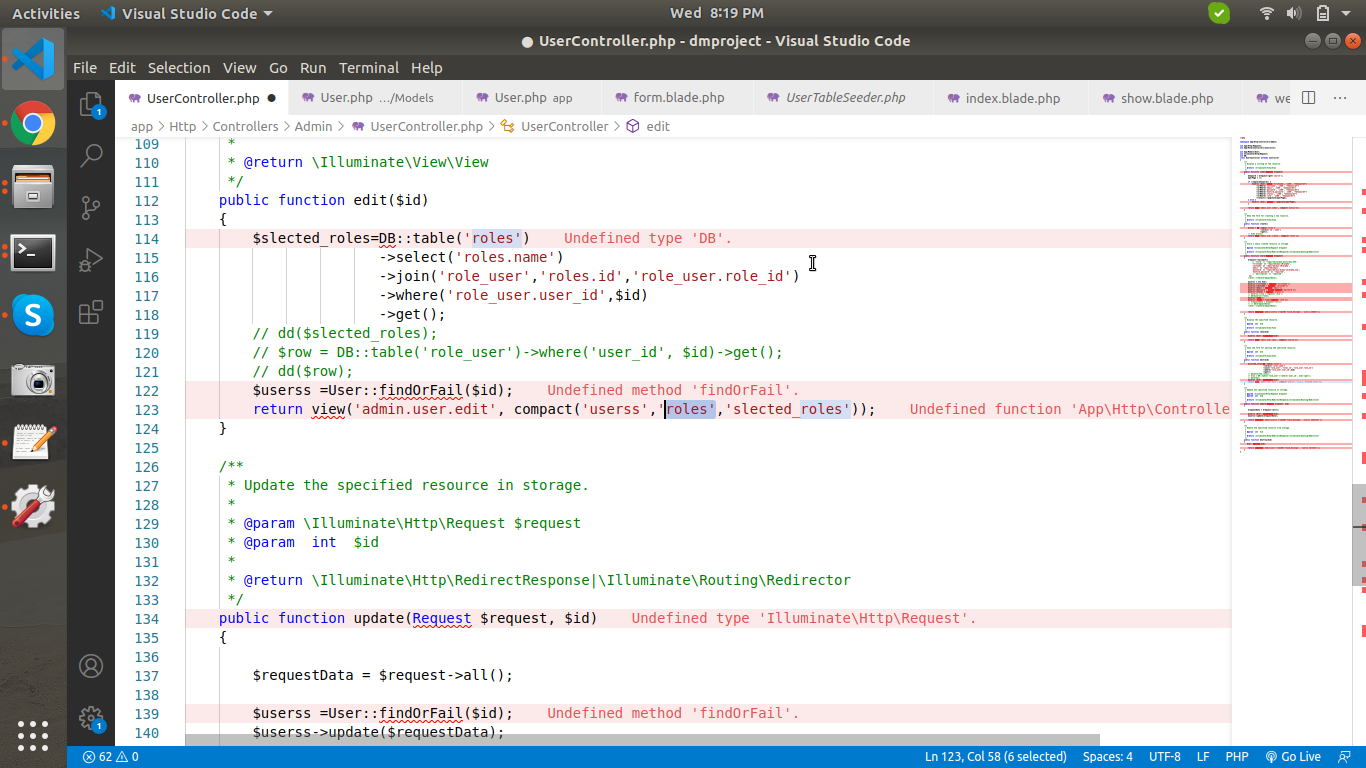 Activities Visual Studio Code Wed 8:19 PM
UserController.php - dmproject - Visual Studio Code
File Edit Selection View Go Run Terminal Help
UserController.php User.php .../Models User.php app form.blade.php UserTableSeeder.php index.blade.php show.blade.php we ...
app > Http > Controllers > Admin > UserController.php > UserController > edit
109 *
110 * @return \Illuminate\View\View
111 */
112 public function edit($id)
113 {
114 $slected_roles=DB::table('roles') Undefined type 'DB'.
115 ->select('roles.name')
116 ->join('role_user','roles.id','role_user.role_id')
117 ->where('role_user.user_id',$id)
118 ->get();
119 // dd($slected_roles);
120 // $row = DB::table('role_user')->where('user_id', $id)->get();
121 // dd($row);
122 $userss =User::findOrFail($id); Undefined method 'findOrFail'.
123 return view('admin.user.edit', compact('userss','roles','slected_roles')); Undefined function 'App\Http\Controlle
124 }
125
126 /**
127 * Update the specified resource in storage.
128 *
129 * @param \Illuminate\Http\Request $request
130 * @param int $id
131 *
132 * @return \Illuminate\Http\RedirectResponse|\Illuminate\Routing\Redirector
133 */
134 public function update(Request $request, $id) Undefined type 'Illuminate\Http\Request'.
135 {
136
137 $requestData = $request->all();
138
139 $userss =User::findOrFail($id); Undefined method 'findOrFail'.
140 $userss->update($requestData);
1
1
62 0 Ln 123, Col 58 (6 selected) Spaces: 4 UTF-8 LF PHP Go Live